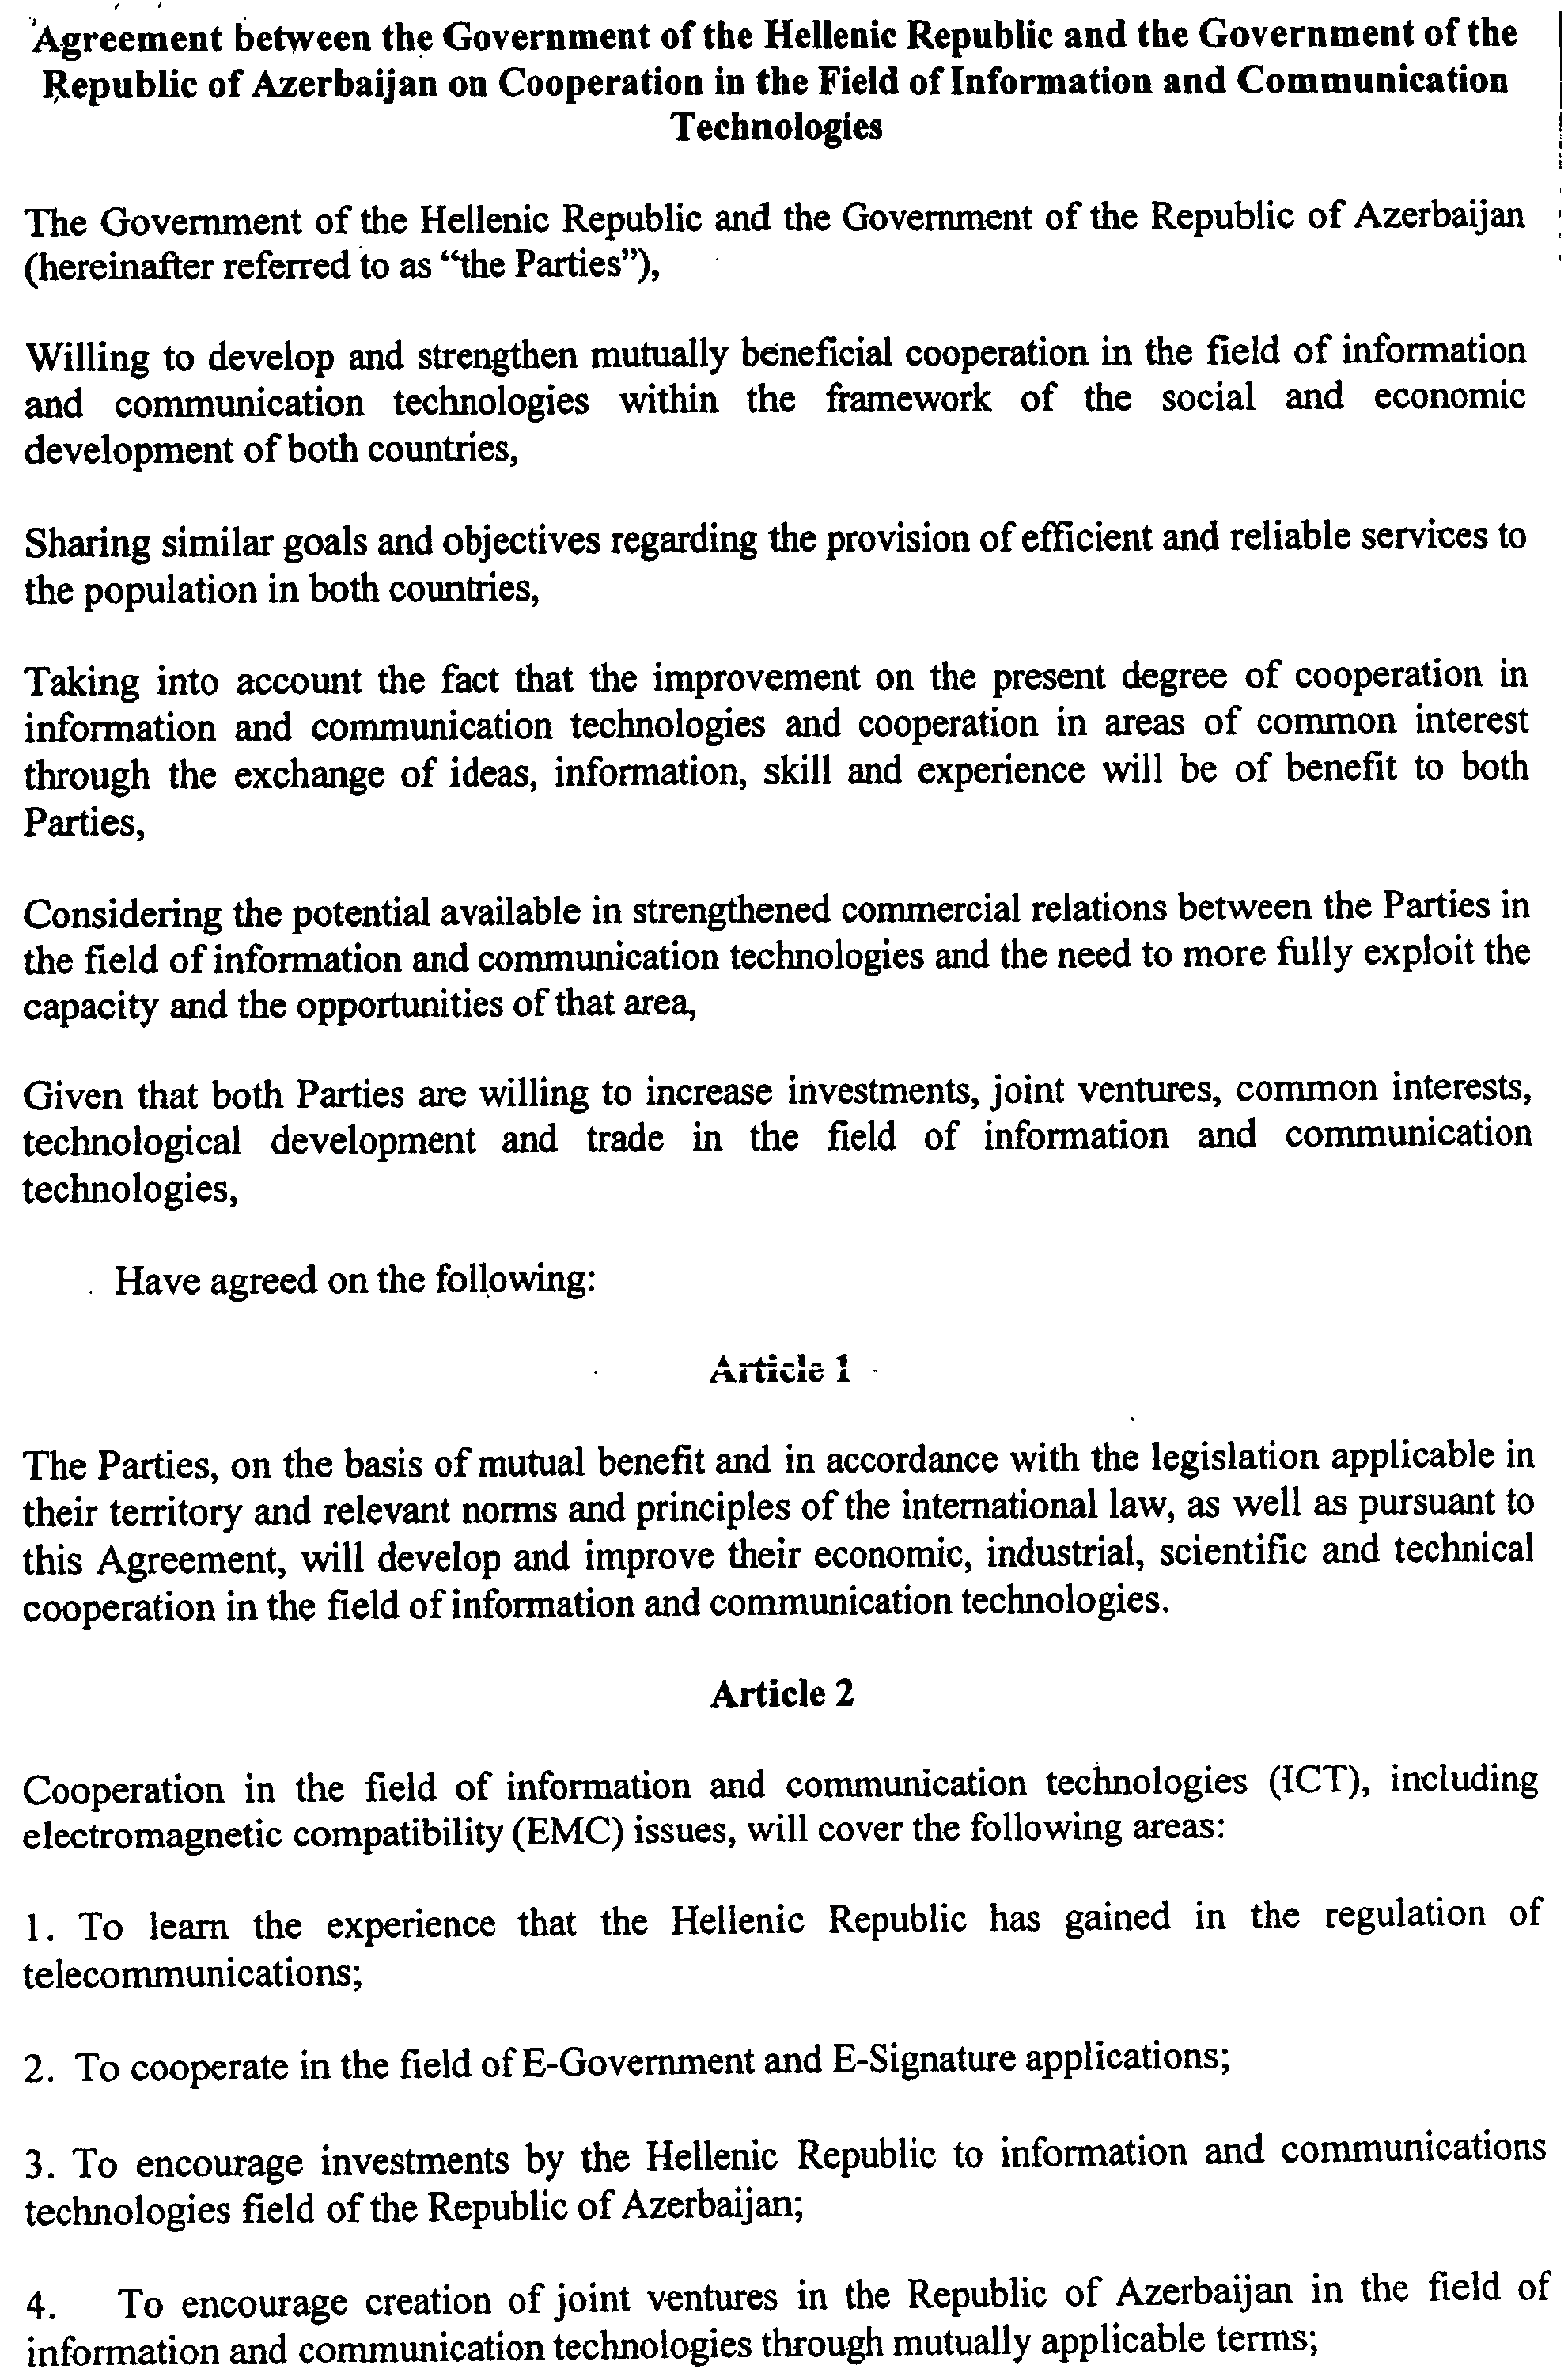 Agreement between the Government of the Hellenic Republic and the Government of the
Republic of Azerbaijan on Cooperation in the Field of Information and Communication
Technologies
The Government of the Hellenic Republic and the Government of the Republic of Azerbaijan
(hereinafter referred to as “the Parties”),
Willing to develop and strengthen mutually beneficial cooperation in the field of information
and communication technologies within the framework of the social and economic
development of both countries,
Sharing similar goals and objectives regarding the provision of efficient and reliable services to
the population in both countries,
Taking into account the fact that the improvement on the present degree of cooperation in
information and communication technologies and cooperation in areas of common interest
through the exchange of ideas, information, skill and experience will be of benefit to both
Parties,
Considering the potential available in strengthened commercial relations between the Parties in
the field of information and communication technologies and the need to more fully exploit the
capacity and the opportunities of that area,
Given that both Parties are willing to increase investments, joint ventures, common interests,
technological development and trade in the field of information and communication
technologies,
Have agreed on the following:
Article 1
The Parties, on the basis of mutual benefit and in accordance with the legislation applicable in
their territory and relevant norms and principles of the international law, as well as pursuant to
this Agreement, will develop and improve their economic, industrial, scientific and technical
cooperation in the field of information and communication technologies.
Article 2
Cooperation in the field of information and communication technologies (ICT), including
electromagnetic compatibility (EMC) issues, will cover the following areas:
1. To learn the experience that the Hellenic Republic has gained in the regulation of
telecommunications;
2. To cooperate in the field of E-Government and E-Signature applications;
3. To encourage investments by the Hellenic Republic to information and communications
technologies field of the Republic of Azerbaijan;
4. To encourage creation of joint ventures in the Republic of Azerbaijan in the field of
information and communication technologies through mutually applicable terms;